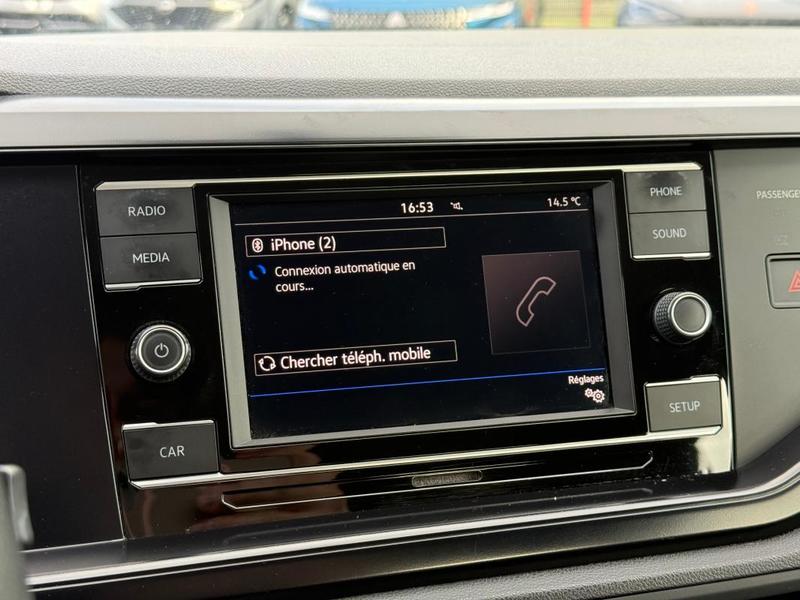 16:53
14.5 °C
RADIO
MEDIA
CAR
iPhone (2)
Connexion automatique en
cours...
Chercher téléph. mobile
Réglages
PHONE
SOUND
SETUP